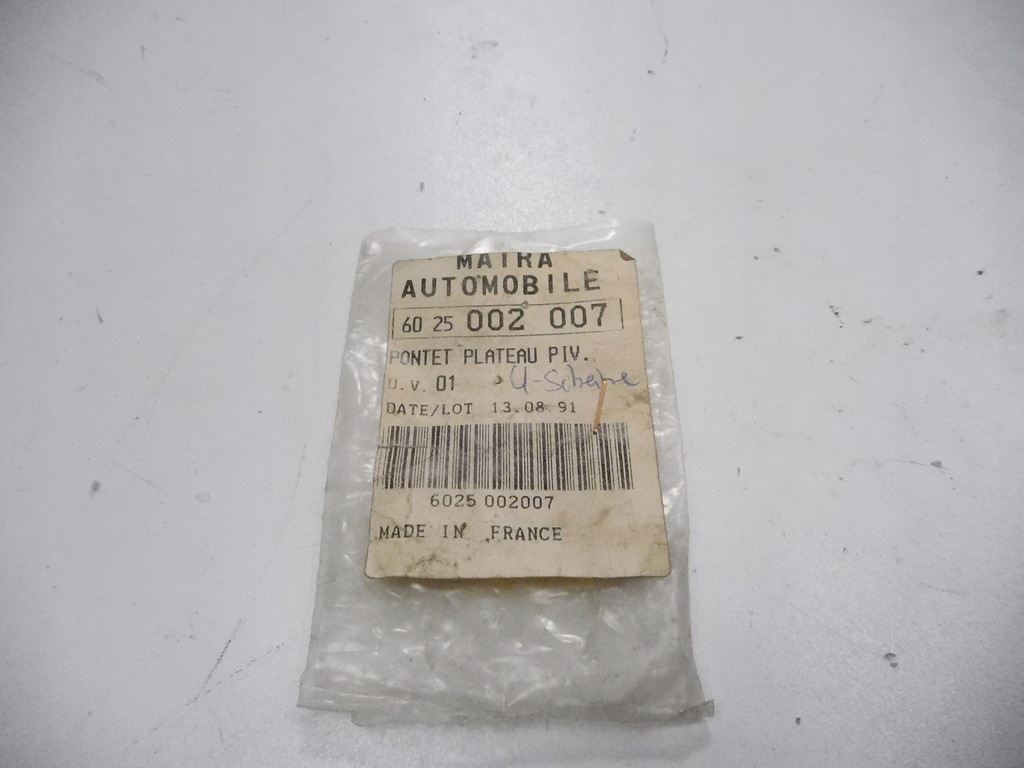 MATRA
AUTOMOBILE
60 25 002 007
PONTET PLATEAU PIV.
U.V. 01 U-Scheibe
DATE/LOT 13.08.91
6025 002007
MADE IN FRANCE